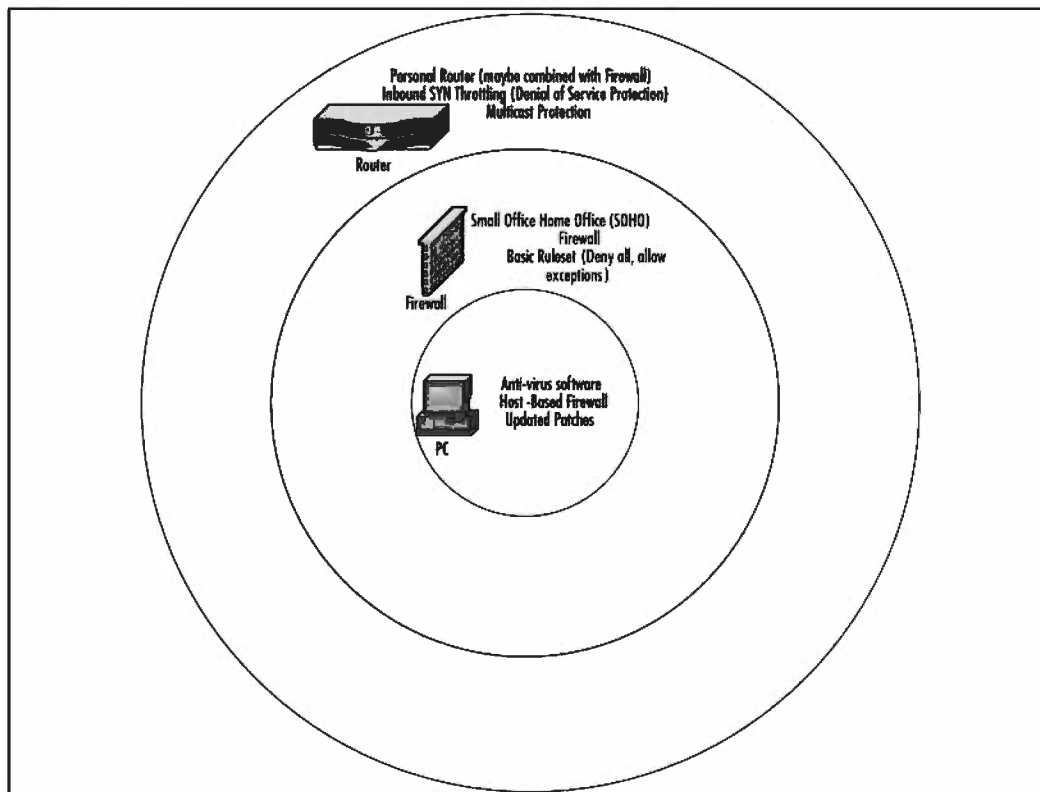 Personal Router (maybe combined with Firewall)
Inbound SYN Throttling (Denial of Service Protection)
Multicast Protection
Router
Small Office Home Office (SOHO)
Firewall
Basic Ruleset (Deny all, allow
exceptions)
Firewall
Anti-virus software
Host -Based Firewall
Updated Patches
PC